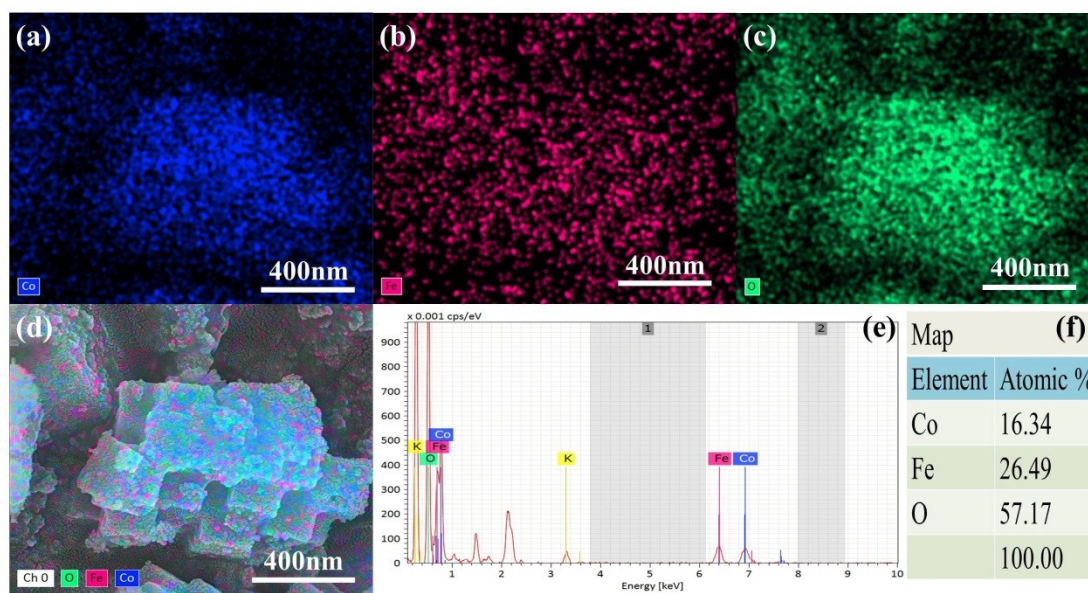 (a)
Co
400nm
(b)
Fe
400nm
(c)
O
400nm
(d)
Ch 0 O Fe Co
400nm
x 0.001 cps/eV
(e)
1 2
900
800
700
600
500
400
300
200
100
0
Co
K Fe
O
K
Fe Co
1 2 3 4 5 6 7 8 9 10
Energy [keV]
Map (f)
Element Atomic %
Co 16.34
Fe 26.49
O 57.17
100.00